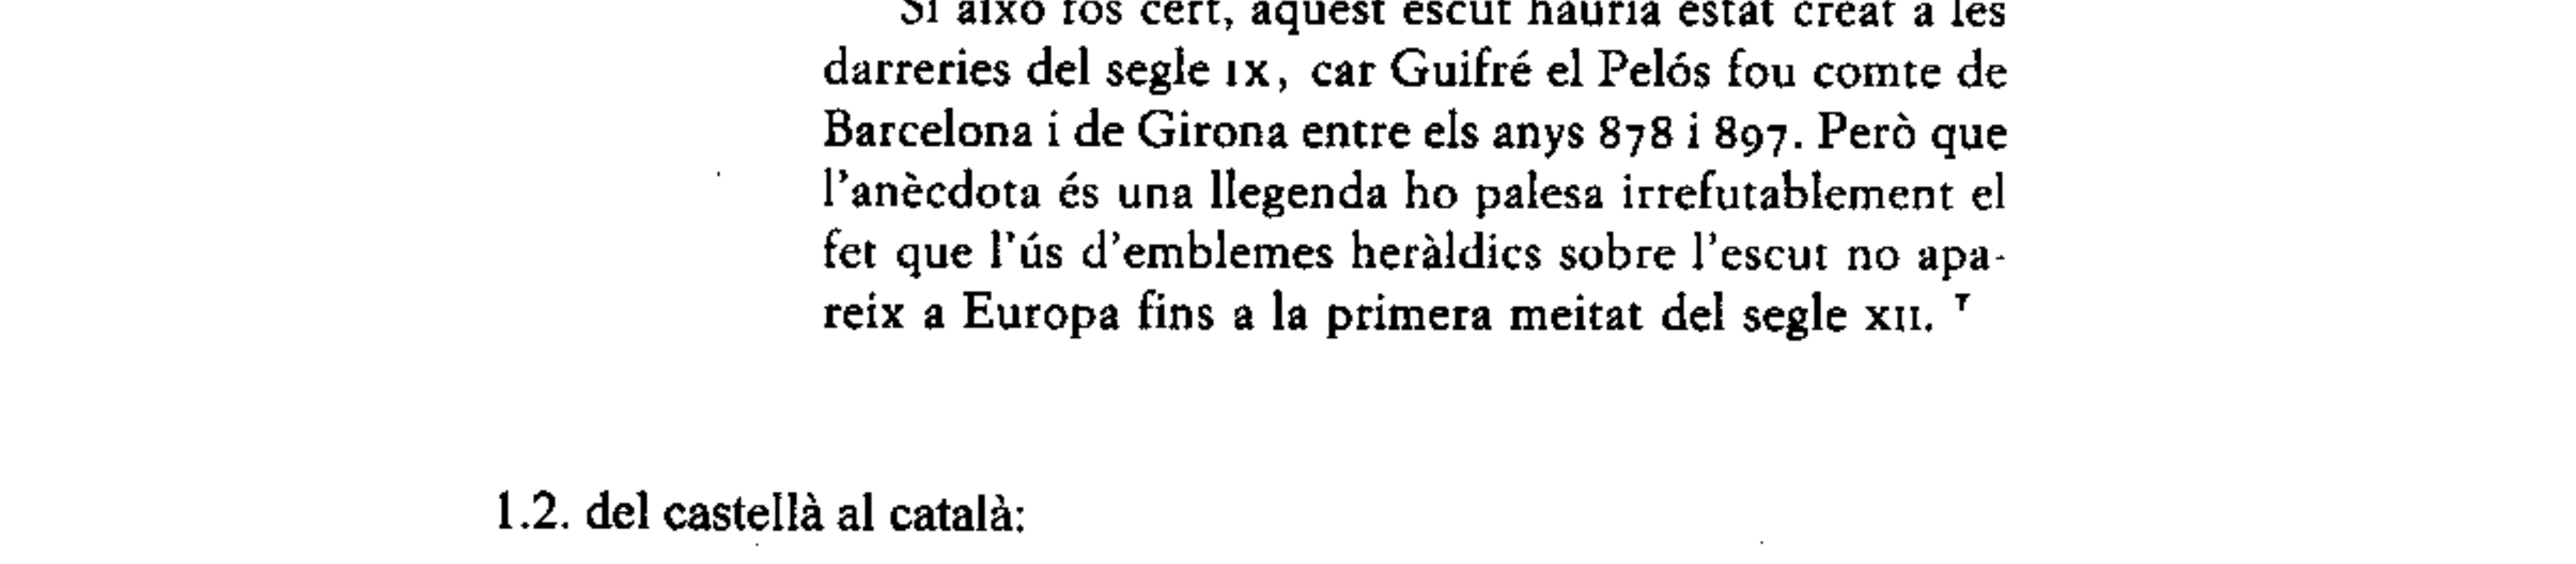 Si això fos cert, aquest escut hauria estat creat a les
darreries del segle IX, car Guifré el Pelós fou comte de
Barcelona i de Girona entre els anys 878 i 897. Però que
l'anècdota és una llegenda ho palesa irrefutablement el
fet que l'ús d'emblemes heràldics sobre l'escut no apa-
reix a Europa fins a la primera meitat del segle XII.
1.2. del castellà al català: